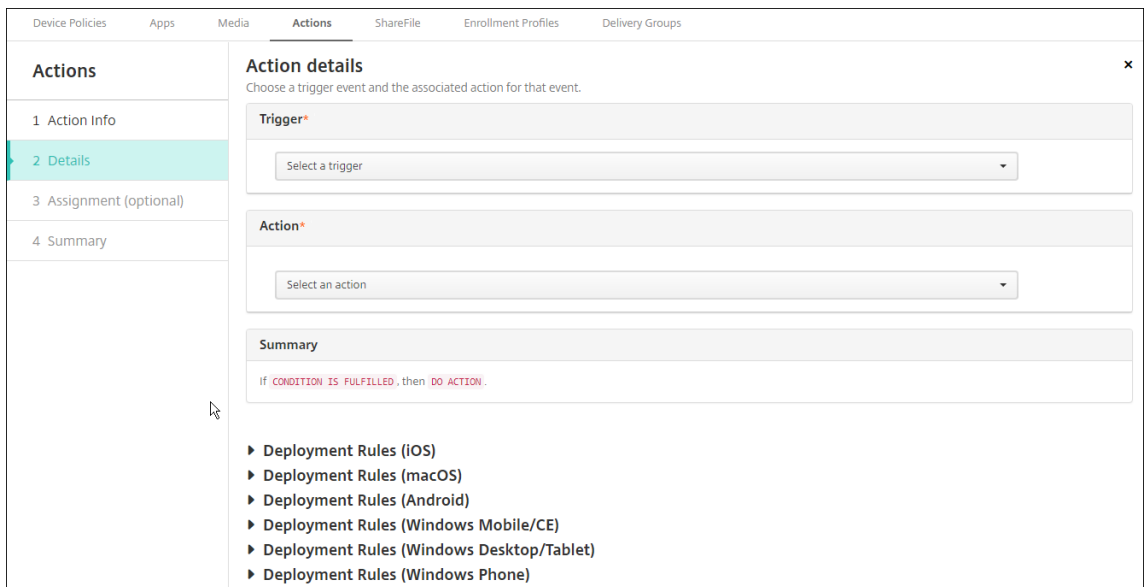 Device Policies Apps Media Actions ShareFile Enrollment Profiles Delivery Groups
Actions
1 Action Info
2 Details
3 Assignment (optional)
4 Summary
Action details
Choose a trigger event and the associated action for that event.
Trigger*
Select a trigger
Action*
Select an action
Summary
If CONDITION IS FULFILLED, then DO ACTION.
Deployment Rules (iOS)
Deployment Rules (macOS)
Deployment Rules (Android)
Deployment Rules (Windows Mobile/CE)
Deployment Rules (Windows Desktop/Tablet)
Deployment Rules (Windows Phone)